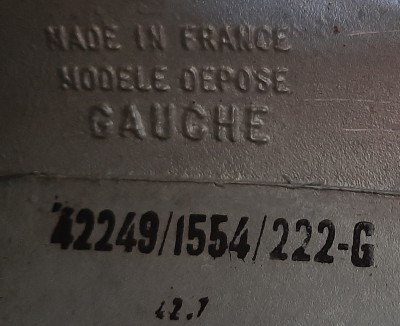 MADE IN FRANCE
MODELE DEPOSE
GAUCHE
42249/1554/222-G
42.7